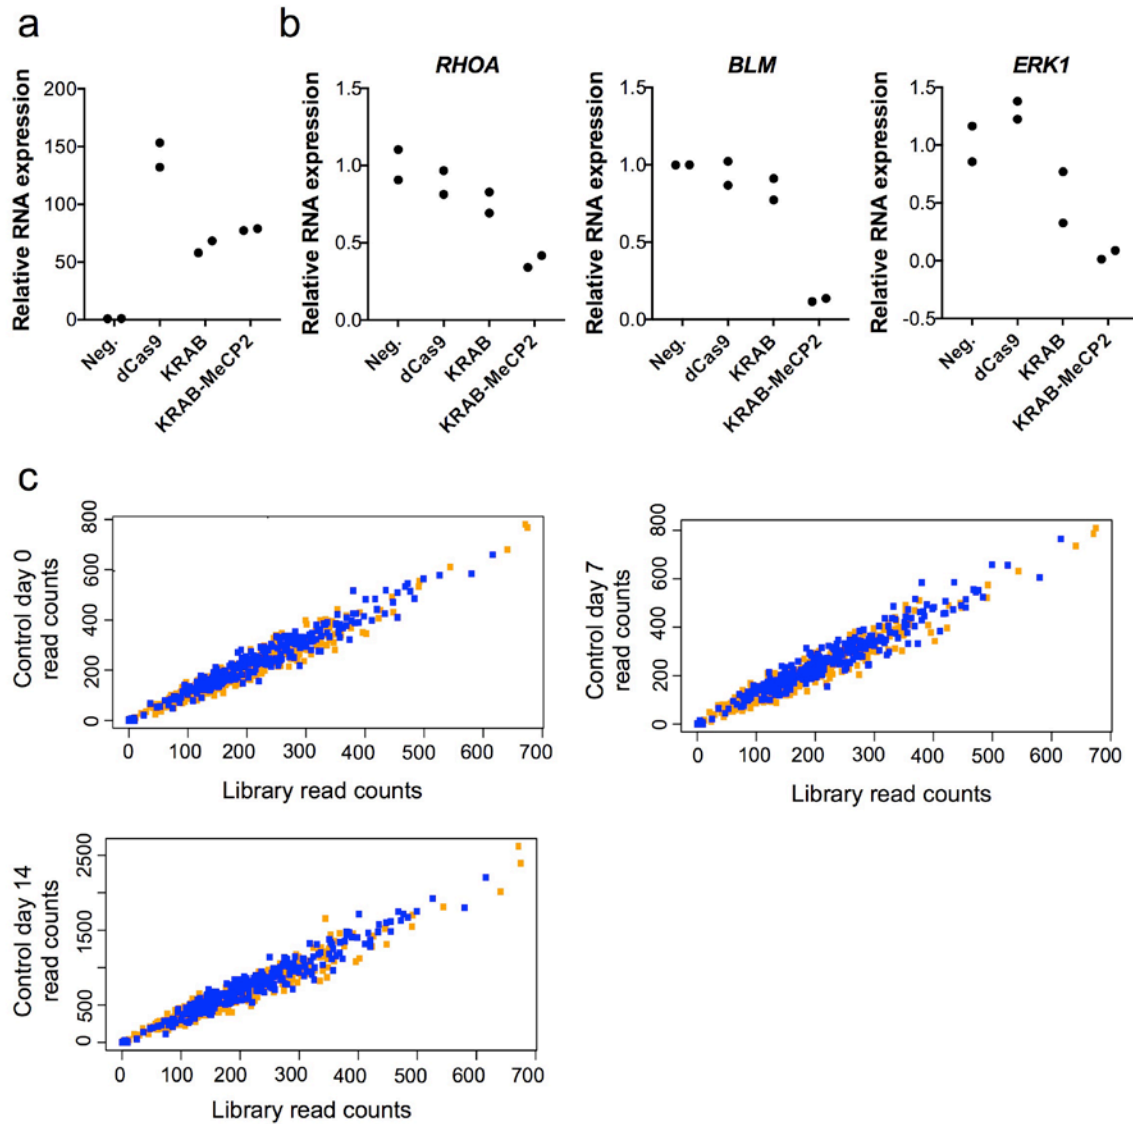 a
b
Relative RNA expression
200
150
100
50
0
Neg.
dCas9
KRAB
KRAB-MeCP2
RHOA
Relative RNA expression
1.5
1.0
0.5
0.0
Neg.
dCas9
KRAB
KRAB-MeCP2
BLM
Relative RNA expression
1.5
1.0
0.5
0.0
Neg.
dCas9
KRAB
KRAB-MeCP2
ERK1
Relative RNA expression
1.5
1.0
0.5
0.0
-0.5
Neg.
dCas9
KRAB
KRAB-MeCP2
c
Control day 0
read counts
800
600
400
200
0
0 100 200 300 400 500 600 700
Library read counts
Control day 7
read counts
800
600
400
200
0
0 100 200 300 400 500 600 700
Library read counts
Control day 14
read counts
2500
1500
500
0
0 100 200 300 400 500 600 700
Library read counts